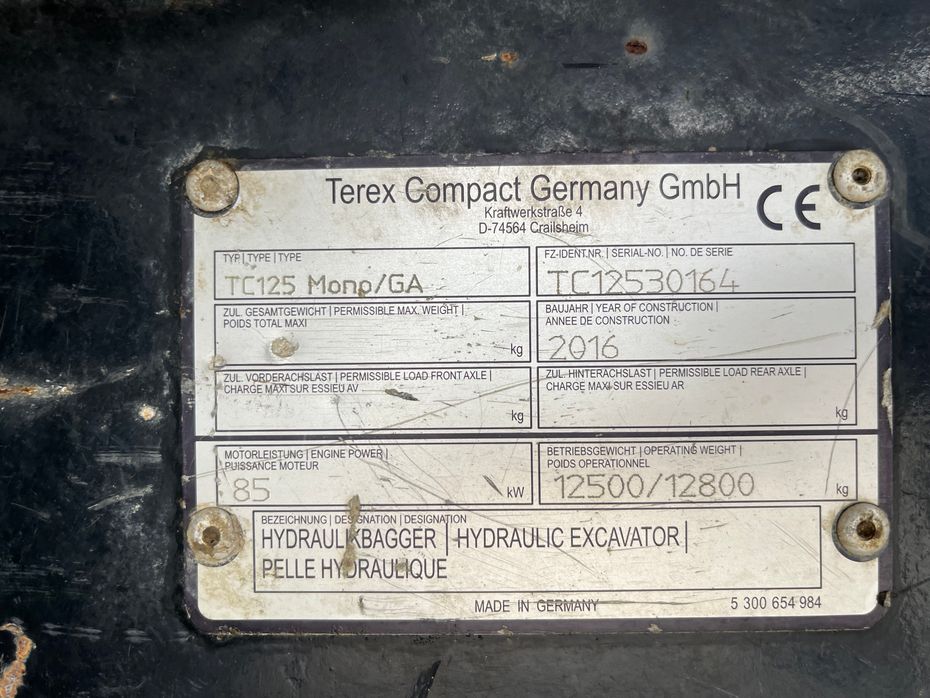 Terex Compact Germany GmbH
Kraftwerkstraße 4
D-74564 Crailsheim
CE
TYP | TYPE | TYPE
TC125 Mono/GA
FZ-IDENT.NR. | SERIAL-NO. | NO. DE SERIE
TC12530164
ZUL. GESAMTGEWICHT | PERMISSIBLE MAX. WEIGHT |
POIDS TOTAL MAXI
kg
BAUJAHR | YEAR OF CONSTRUCTION |
ANNEE DE CONSTRUCTION
2016
ZUL. VORDERACHSLAST | PERMISSIBLE LOAD FRONT AXLE |
CHARGE MAXI SUR ESSIEU AV
kg
ZUL. HINTERACHSLAST | PERMISSIBLE LOAD REAR AXLE |
CHARGE MAXI SUR ESSIEU AR
kg
MOTORLEISTUNG | ENGINE POWER |
PUISSANCE MOTEUR
85 kW
BETRIEBSGEWICHT | OPERATING WEIGHT |
POIDS OPERATIONNEL
12500/12800 kg
BEZEICHNUNG | DESIGNATION | DESIGNATION
HYDRAULIKBAGGER | HYDRAULIC EXCAVATOR |
PELLE HYDRAULIQUE
MADE IN GERMANY 5 300 654 984